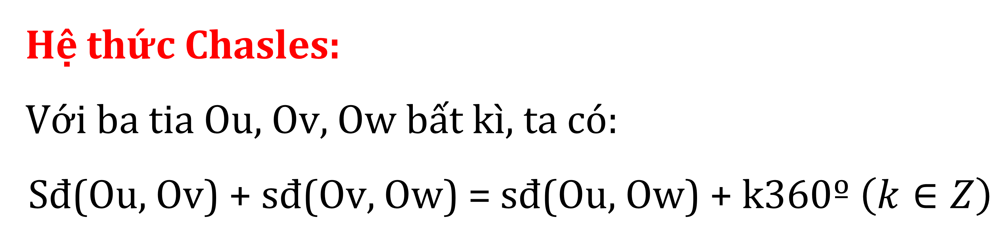 Hệ thức Chasles:
Với ba tia Ou, Ov, Ow bất kì, ta có:
Sđ(Ou, Ov) + sđ(Ov, Ow) = sđ(Ou, Ow) + k360º (k ∈ Z)